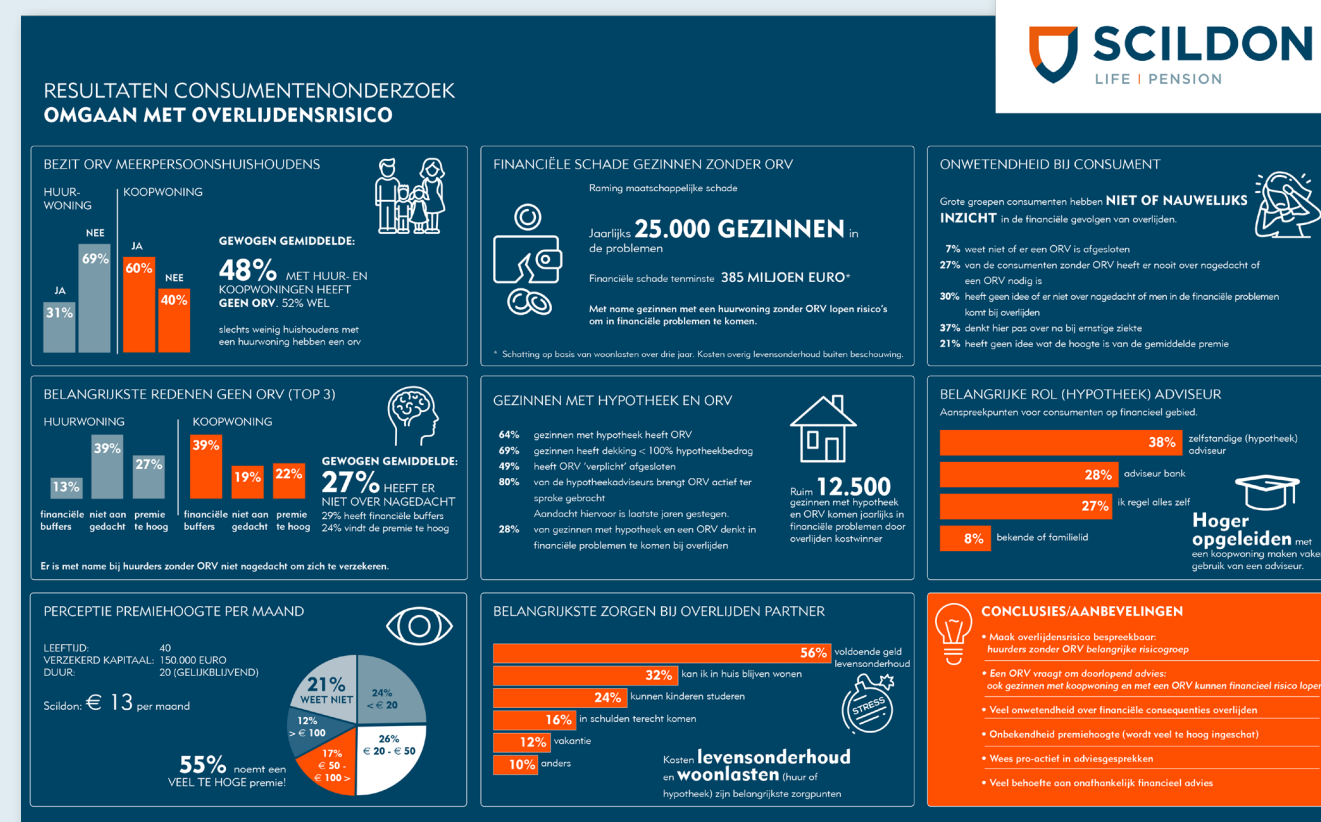 SCILDON
LIFE | PENSION
RESULTATEN CONSUMENTENONDERZOEK
OMGAAN MET OVERLIJDENSRISICO
BEZIT ORV MEERPERSOONSHUISHOUDENS
HUUR-
WONING
KOOPWONING
NEE
69%
JA
31%
JA
60%
NEE
40%
GEWOGEN GEMIDDELDE:
48% MET HUUR- EN
KOOPWONINGEN HEEFT
GEEN ORV. 52% WEL
slechts weinig huishoudens met
een huurwoning hebben een orv
FINANCIËLE SCHADE GEZINNEN ZONDER ORV
Raming maatschappelijke schade
Jaarlijks 25.000 GEZINNEN in
de problemen
Financiële schade tenminste 385 MILJOEN EURO*
Met name gezinnen met een huurwoning zonder ORV lopen risico's
om in financiële problemen te komen.
* Schatting op basis van woonlasten over drie jaar. Kosten overig levensonderhoud buiten beschouwing.
ONWETENDHEID BIJ CONSUMENT
Grote groepen consumenten hebben NIET OF NAUWELIJKS
INZICHT in de financiële gevolgen van overlijden.
7% weet niet of er een ORV is afgesloten
27% van de consumenten zonder ORV heeft er nooit over nagedacht of
een ORV nodig is
30% heeft geen idee of er niet over nagedacht of men in de financiële problemen
komt bij overlijden
37% denkt hier pas over na bij ernstige ziekte
21% heeft geen idee wat de hoogte is van de gemiddelde premie
BELANGRIJKSTE REDENEN GEEN ORV (TOP 3)
HUURWONING
KOOPWONING
13%
39%
27%
39%
19%
22%
financiële niet aan premie
buffers gedacht te hoog
financiële niet aan premie
buffers gedacht te hoog
GEWOGEN GEMIDDELDE:
27% HEEFT ER
NIET OVER NAGEDACHT
29% heeft financiële buffers
24% vindt de premie te hoog
Er is met name bij huurders zonder ORV niet nagedacht om zich te verzekeren.
GEZINNEN MET HYPOTHEEK EN ORV
64% gezinnen met hypotheek heeft ORV
69% gezinnen heeft dekking < 100% hypotheekbedrag
49% heeft ORV 'verplicht' afgesloten
80% van de hypotheekadviseurs brengt ORV actief ter
sprake gebracht
Aandacht hiervoor is laatste jaren gestegen.
28% van gezinnen met hypotheek en een ORV denkt in
financiële problemen te komen bij overlijden
Ruim 12.500
gezinnen met hypotheek
en ORV komen jaarlijks in
financiële problemen door
overlijden kostwinner
BELANGRIJKE ROL (HYPOTHEEK) ADVISEUR
Aanspreekpunten voor consumenten op financieel gebied.
38% zelfstandige (hypotheek)
adviseur
28% adviseur bank
27% ik regel alles zelf
8% bekende of familielid
Hoger
opgeleiden met
een koopwoning maken vake
gebruik van een adviseur.
PERCEPTIE PREMIEHOOGTE PER MAAND
LEEFTIJD: 40
VERZEKERD KAPITAAL: 150.000 EURO
DUUR: 20 (GELIJKBLIJVEND)
Scildon: € 13 per maand
21%
WEET NIET
24%
< € 20
12%
> € 100
26%
€ 20 - € 50
17%
€ 50 -
€ 100 >
55% noemt een
VEEL TE HOGE premie!
BELANGRIJKSTE ZORGEN BIJ OVERLIJDEN PARTNER
56% voldoende geld
levensonderhoud
32% kan ik in huis blijven wonen
24% kunnen kinderen studeren
16% in schulden terecht komen
12% vakantie
10% anders
STRESS
Kosten levensonderhoud
en woonlasten (huur of
hypotheek) zijn belangrijkste zorgpunten
CONCLUSIES/AANBEVELINGEN
• Maak overlijdensrisico bespreekbaar:
huurders zonder ORV belangrijke risicogroep
• Een ORV vraagt om doorlopend advies:
ook gezinnen met koopwoning en met een ORV kunnen financieel risico lopen
• Veel onwetendheid over financiële consequenties overlijden
• Onbekendheid premiehoogte (wordt veel te hoog ingeschat)
• Wees pro-actief in adviesgesprekken
• Veel behoefte aan onafhankelijk financieel advies